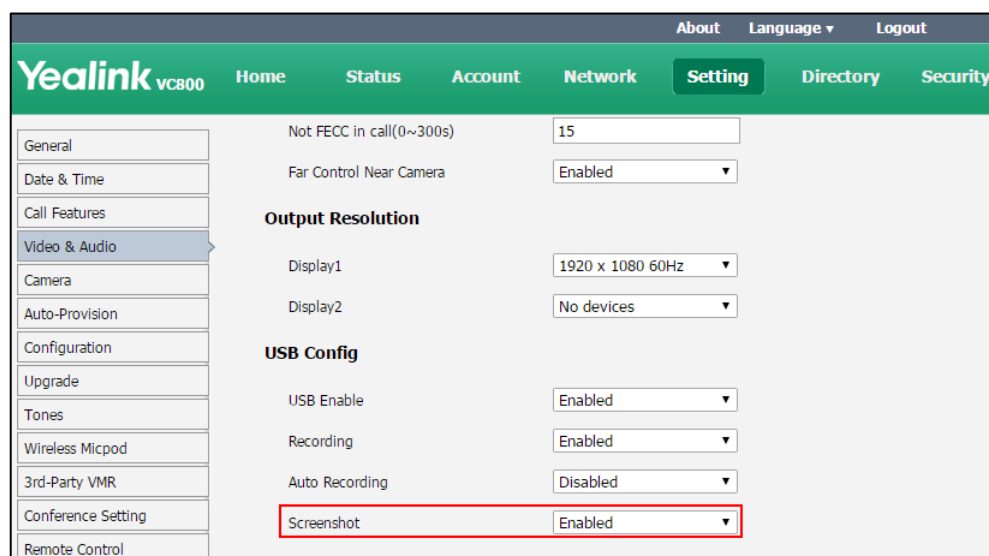 About Language ▾ Logout
Yealink VC800 Home Status Account Network Setting Directory Security
General
Date & Time
Call Features
Video & Audio
Camera
Auto-Provision
Configuration
Upgrade
Tones
Wireless Micpod
3rd-Party VMR
Conference Setting
Remote Control
Not FECC in call(0~300s) 15
Far Control Near Camera Enabled ▼
Output Resolution
Display1 1920 x 1080 60Hz ▼
Display2 No devices ▼
USB Config
USB Enable Enabled ▼
Recording Enabled ▼
Auto Recording Disabled ▼
Screenshot Enabled ▼